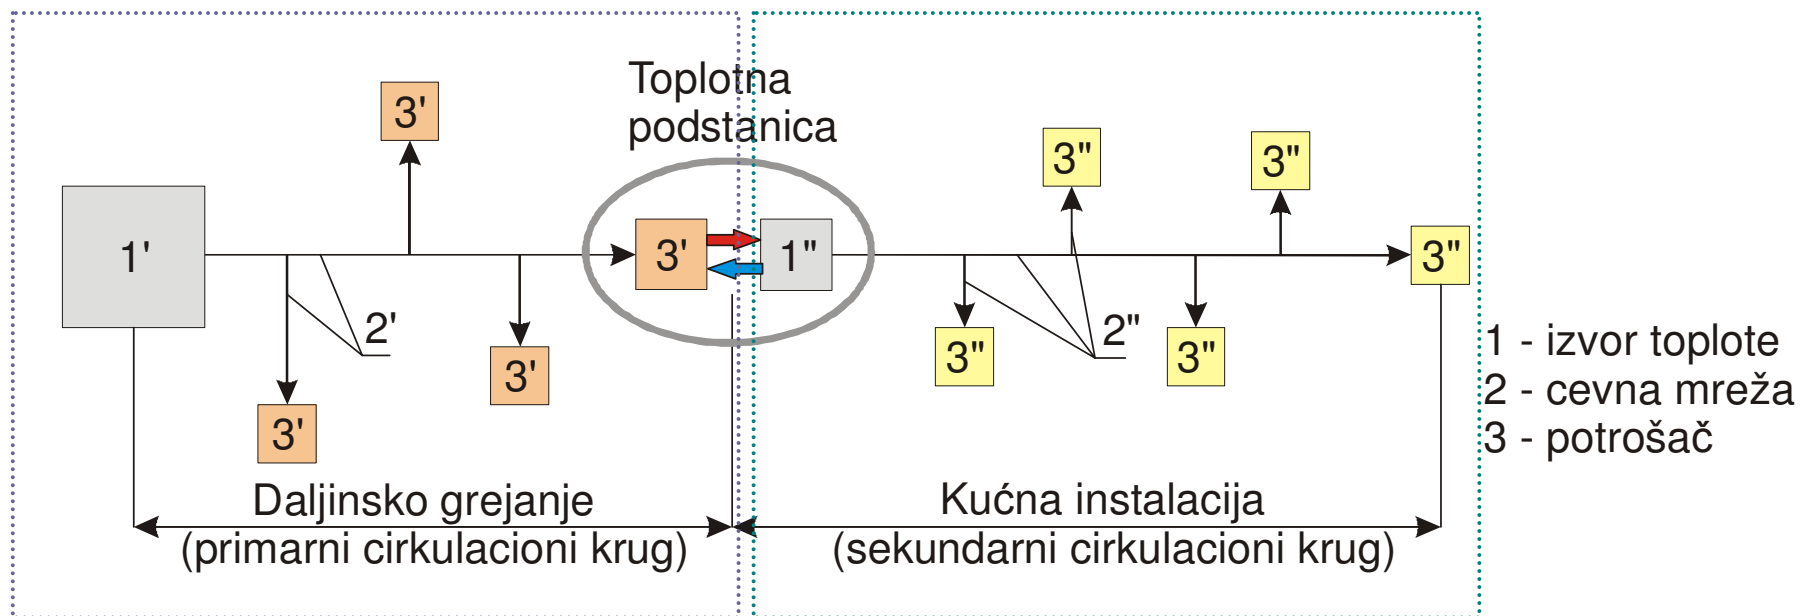 Toplotna
podstanica
3'
3"
3"
1'
3'
1"
3"
2'
2"
3'
3"
3"
3'
1 - izvor toplote
2 - cevna mreža
3 - potrošač
Daljinsko grejanje
(primarni cirkulacioni krug)
Kućna instalacija
(sekundarni cirkulacioni krug)